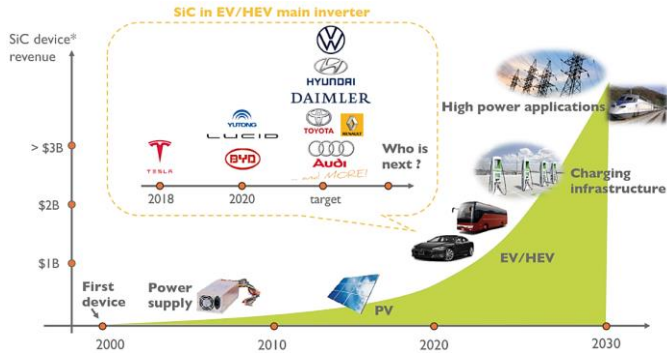 SiC in EV/HEV main inverter
SiC device*
revenue
HYUNDAI
YUTONG
LUCID
DAIMLER
TOYOTA
RENAULT
TESLA
BYD
Audi
... and MORE!
Who is
next ?
2018
2020
target
> $3B
$2B
$1B
High power applications
Charging
infrastructure
EV/HEV
First
device
Power
supply
PV
2000
2010
2020
2030